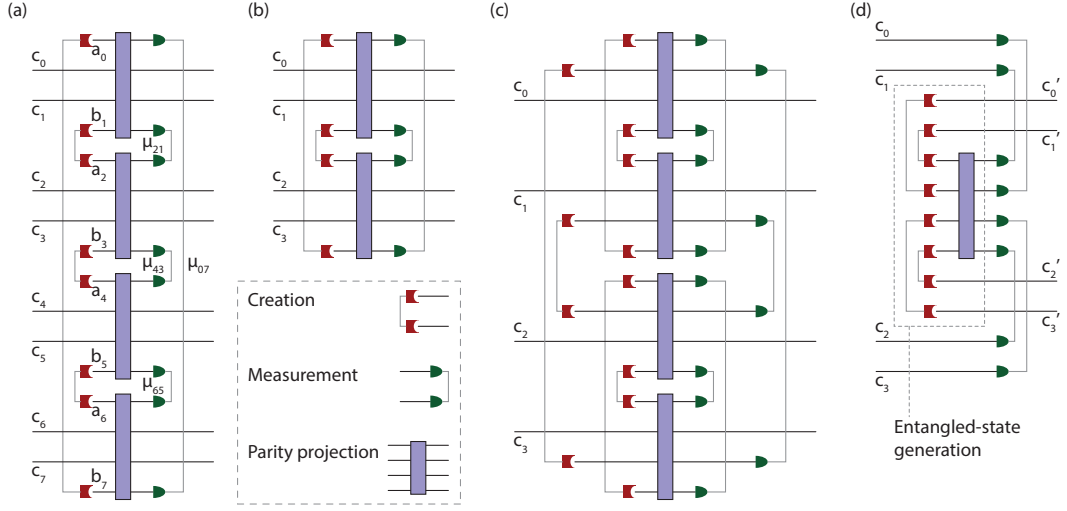 (a)
c0
a0
c1
b1
μ21
a2
c2
c3
b3
μ43
μ07
a4
c4
c5
b5
μ65
a6
c6
c7
b7
(b)
c0
c1
c2
c3
Creation
Measurement
Parity projection
(c)
c0
c1
c2
c3
(d)
c0
c1
c0′
c1′
c2′
c2
c3′
c3
Entangled-state
generation